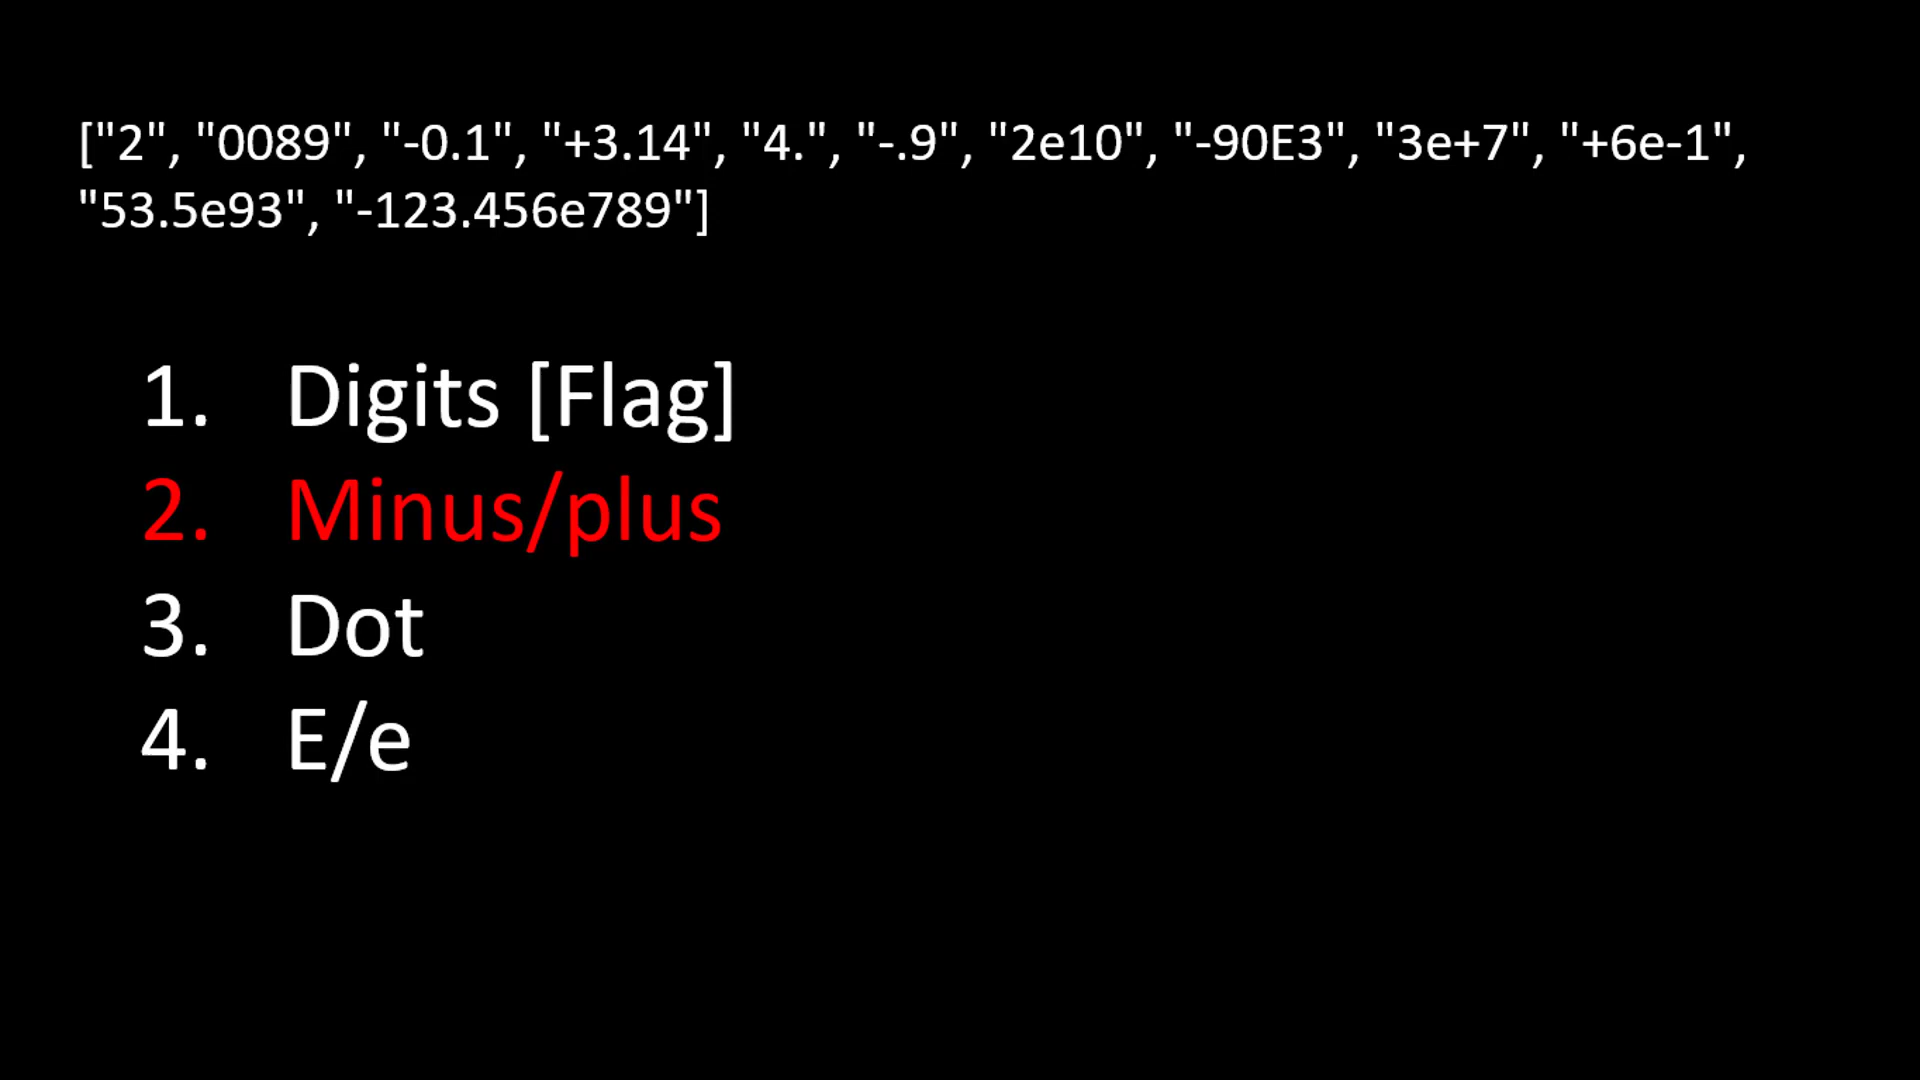 ["2", "0089", "-0.1", "+3.14", "4.", "-.9", "2e10", "-90E3", "3e+7", "+6e-1",
"53.5e93", "-123.456e789"]
1. Digits [Flag]
2. Minus/plus
3. Dot
4. E/e